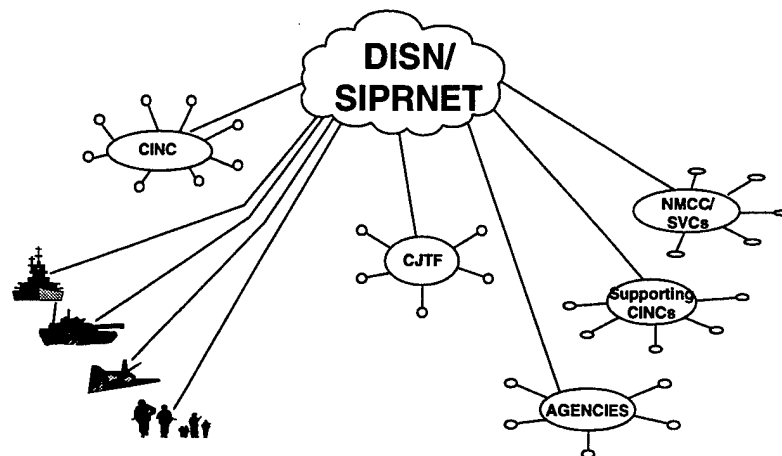 DISN/
SIPRNET
CINC
NMCC/
SVCs
CJTF
Supporting
CINCs
AGENCIES